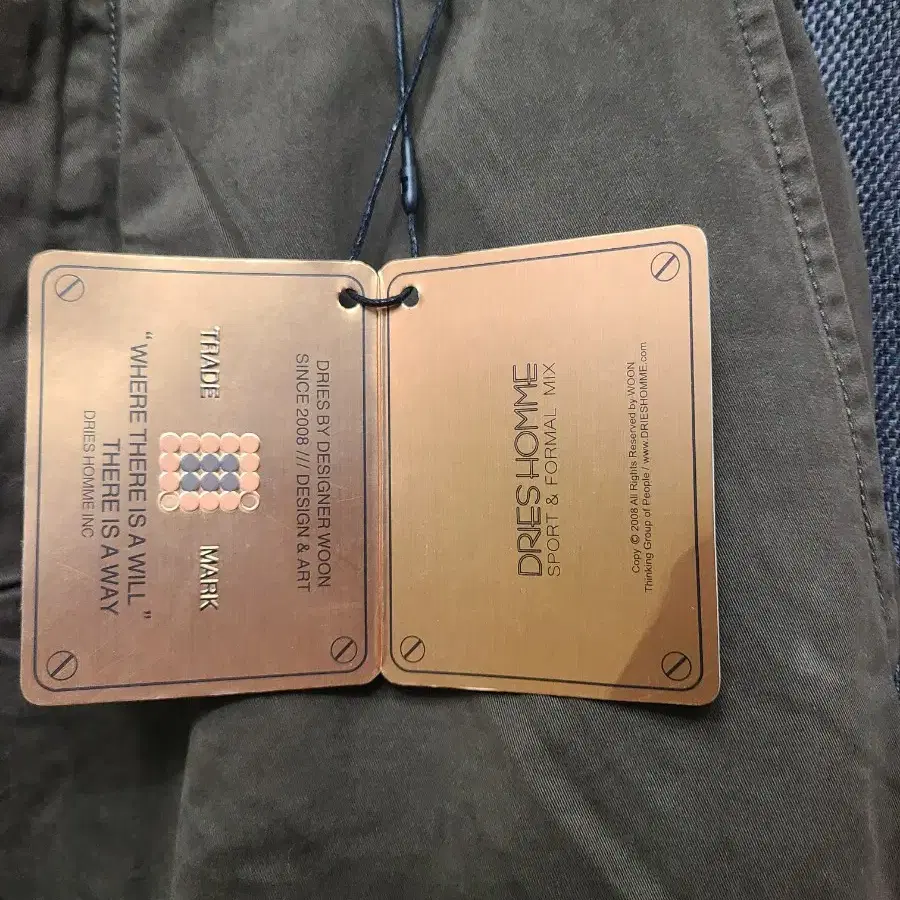 DRIES BY DESIGNER WOON
SINCE 2008 /// DESIGN & ART
TRADE MARK
“ WHERE THERE IS A WILL ”
THERE IS A WAY
DRIES HOMME INC
DRIES HOMME
SPORT & FORMAL MIX
Copy © 2008 All Rights Reserved by WOON
Thinking Group of People / www.DRIESHOMME.com